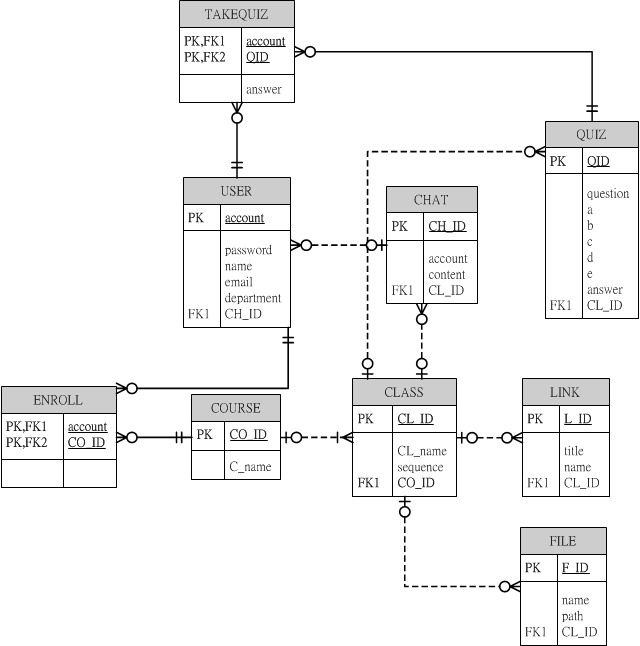 TAKEQUIZ
PK,FK1 account
PK,FK2 QID
answer
QUIZ
PK QID
question
a
b
c
d
e
answer
FK1 CL_ID
USER
PK account
password
name
email
department
FK1 CH_ID
CHAT
PK CH_ID
account
content
FK1 CL_ID
ENROLL
PK,FK1 account
PK,FK2 CO_ID
COURSE
PK CO_ID
C_name
CLASS
PK CL_ID
CL_name
sequence
FK1 CO_ID
LINK
PK L_ID
title
name
FK1 CL_ID
FILE
PK F_ID
name
path
FK1 CL_ID